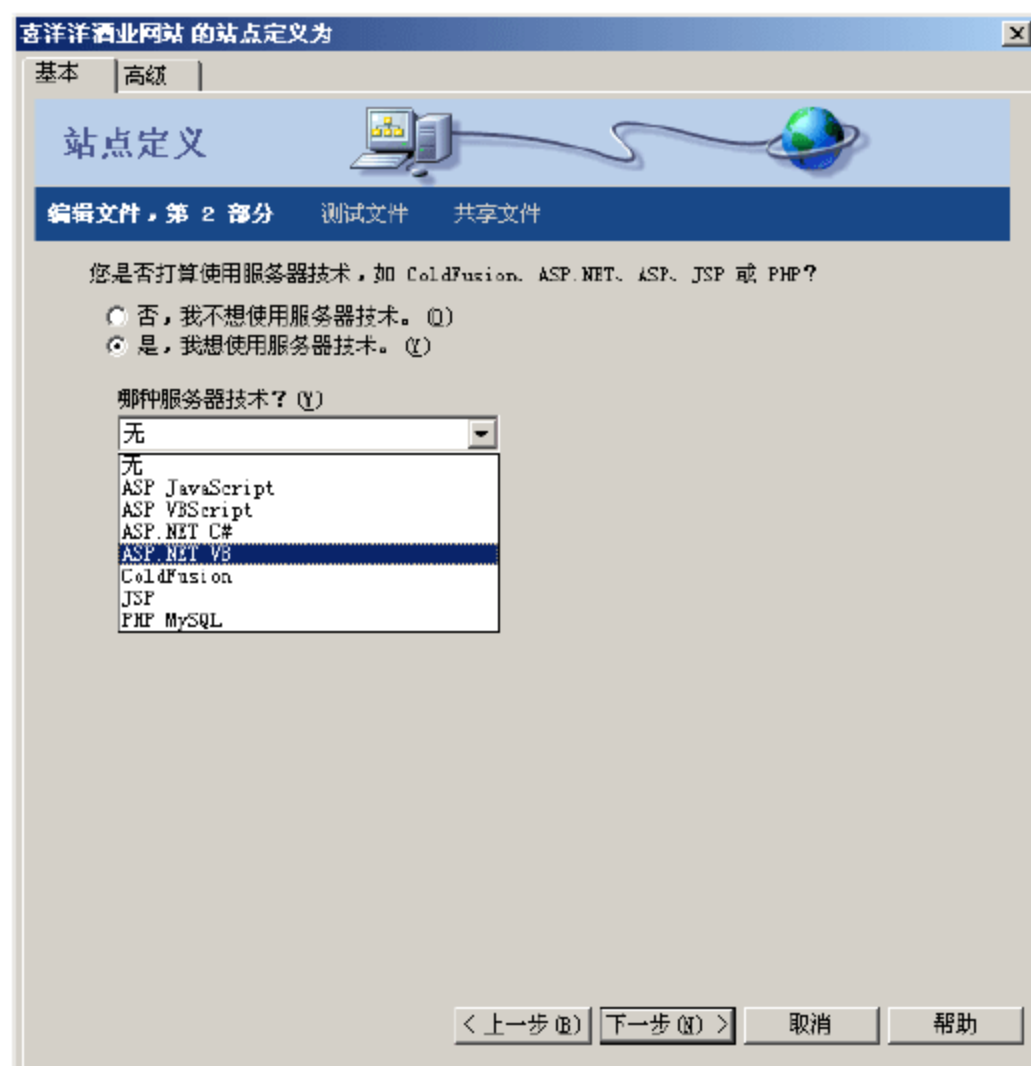 喜洋洋酒业网站 的站点定义为
基本 高级
站点定义
编辑文件，第 2 部分 测试文件 共享文件
您是否打算使用服务器技术，如 ColdFusion、ASP.NET、ASP、JSP 或 PHP？
否，我不想使用服务器技术。(O)
是，我想使用服务器技术。(Y)
哪种服务器技术？(Y)
无
无
ASP JavaScript
ASP VBScript
ASP.NET C#
ASP.NET VB
ColdFusion
JSP
PHP MySQL
< 上一步(B) 下一步(N) > 取消 帮助